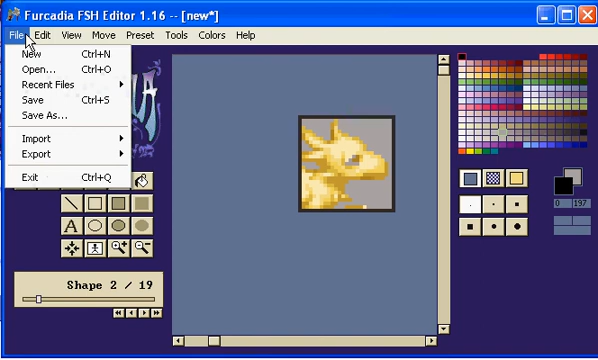 Furcadia FSH Editor 1.16 -- [new*]
File Edit View Move Preset Tools Colors Help
New Ctrl+N
Open... Ctrl+O
Recent Files
Save Ctrl+S
Save As...
Import
Export
Exit Ctrl+Q
A
Shape 2 / 19
0 197